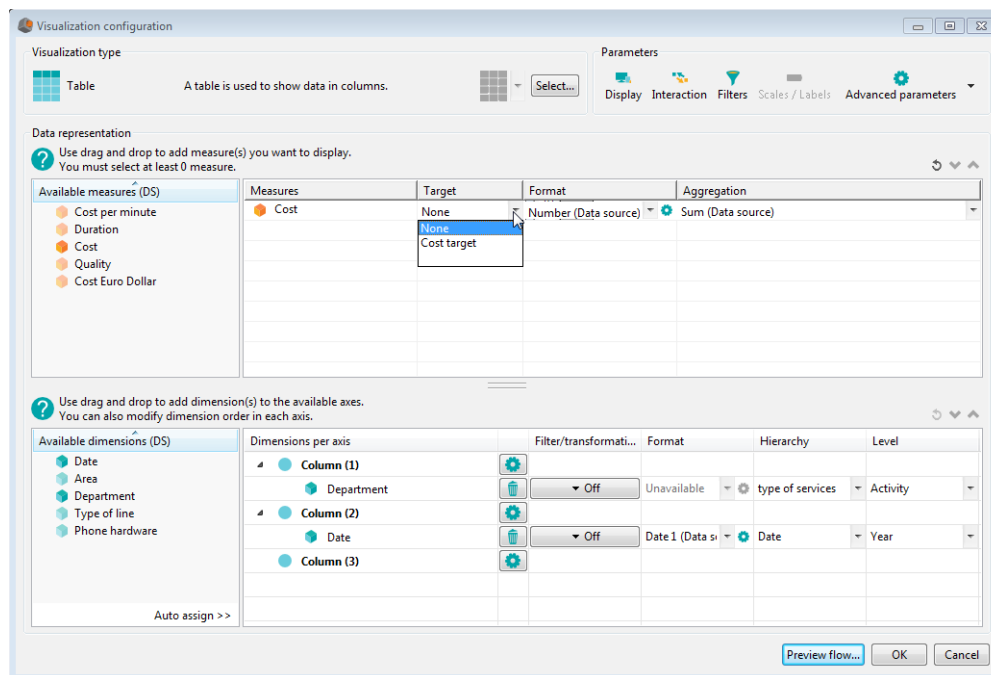 Visualization configuration
Visualization type
Parameters
Table
A table is used to show data in columns.
Select...
Display
Interaction
Filters
Scales / Labels
Advanced parameters
Data representation
Use drag and drop to add measure(s) you want to display.
You must select at least 0 measure.
Available measures (DS)
Measures
Target
Format
Aggregation
Cost per minute
Duration
Cost
Quality
Cost Euro Dollar
Cost
None
Number (Data source)
Sum (Data source)
None
Cost target
Use drag and drop to add dimension(s) to the available axes.
You can also modify dimension order in each axis.
Available dimensions (DS)
Dimensions per axis
Filter/transformati...
Format
Hierarchy
Level
Date
Area
Department
Type of line
Phone hardware
Column (1)
Department
Off
Unavailable
type of services
Activity
Column (2)
Date
Off
Date 1 (Data s
Date
Year
Column (3)
Auto assign >>
Preview flow...
OK
Cancel